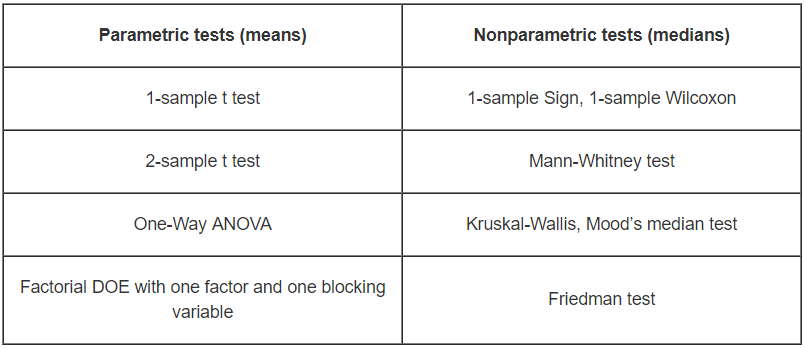 Parametric tests (means)
Nonparametric tests (medians)
1-sample t test
1-sample Sign, 1-sample Wilcoxon
2-sample t test
Mann-Whitney test
One-Way ANOVA
Kruskal-Wallis, Mood’s median test
Factorial DOE with one factor and one blocking
variable
Friedman test